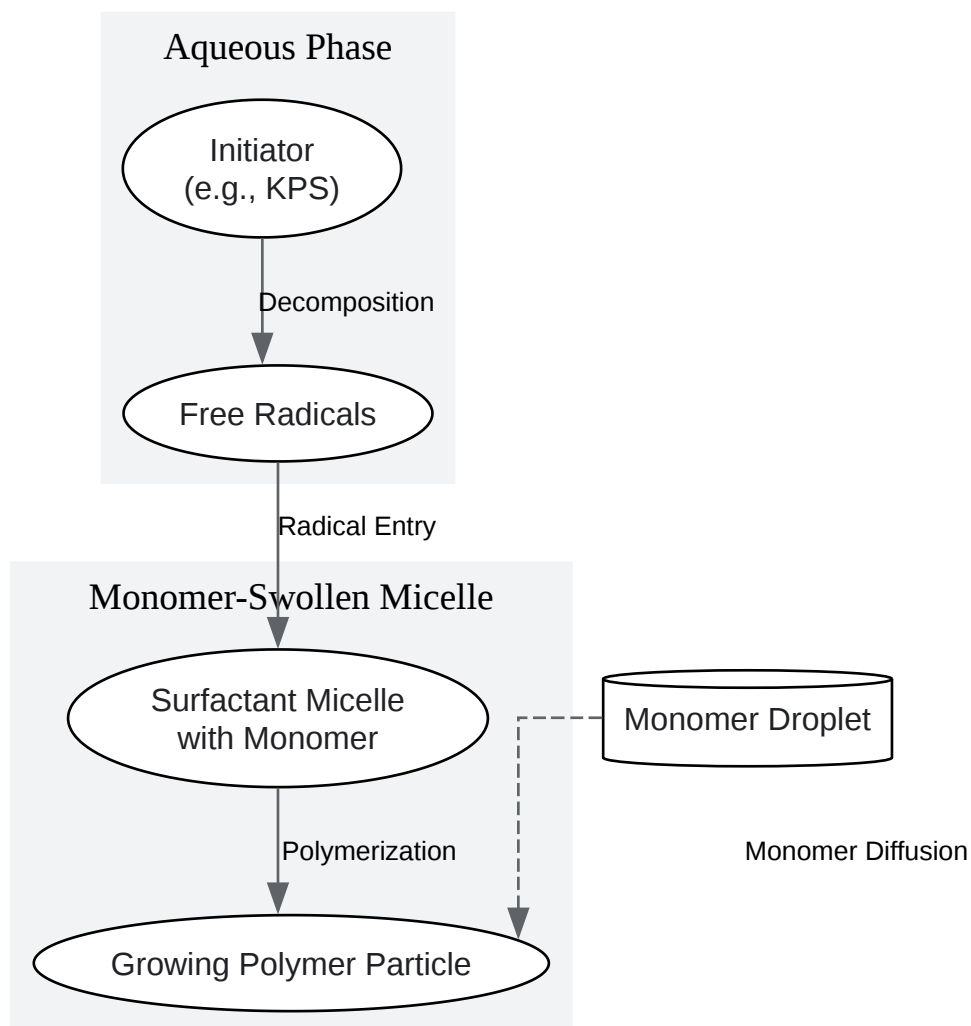 Aqueous Phase
Initiator
(e.g., KPS)
Decomposition
Free Radicals
Radical Entry
Monomer-Swollen Micelle
Surfactant Micelle
with Monomer
Monomer Droplet
Polymerization
Monomer Diffusion
Growing Polymer Particle